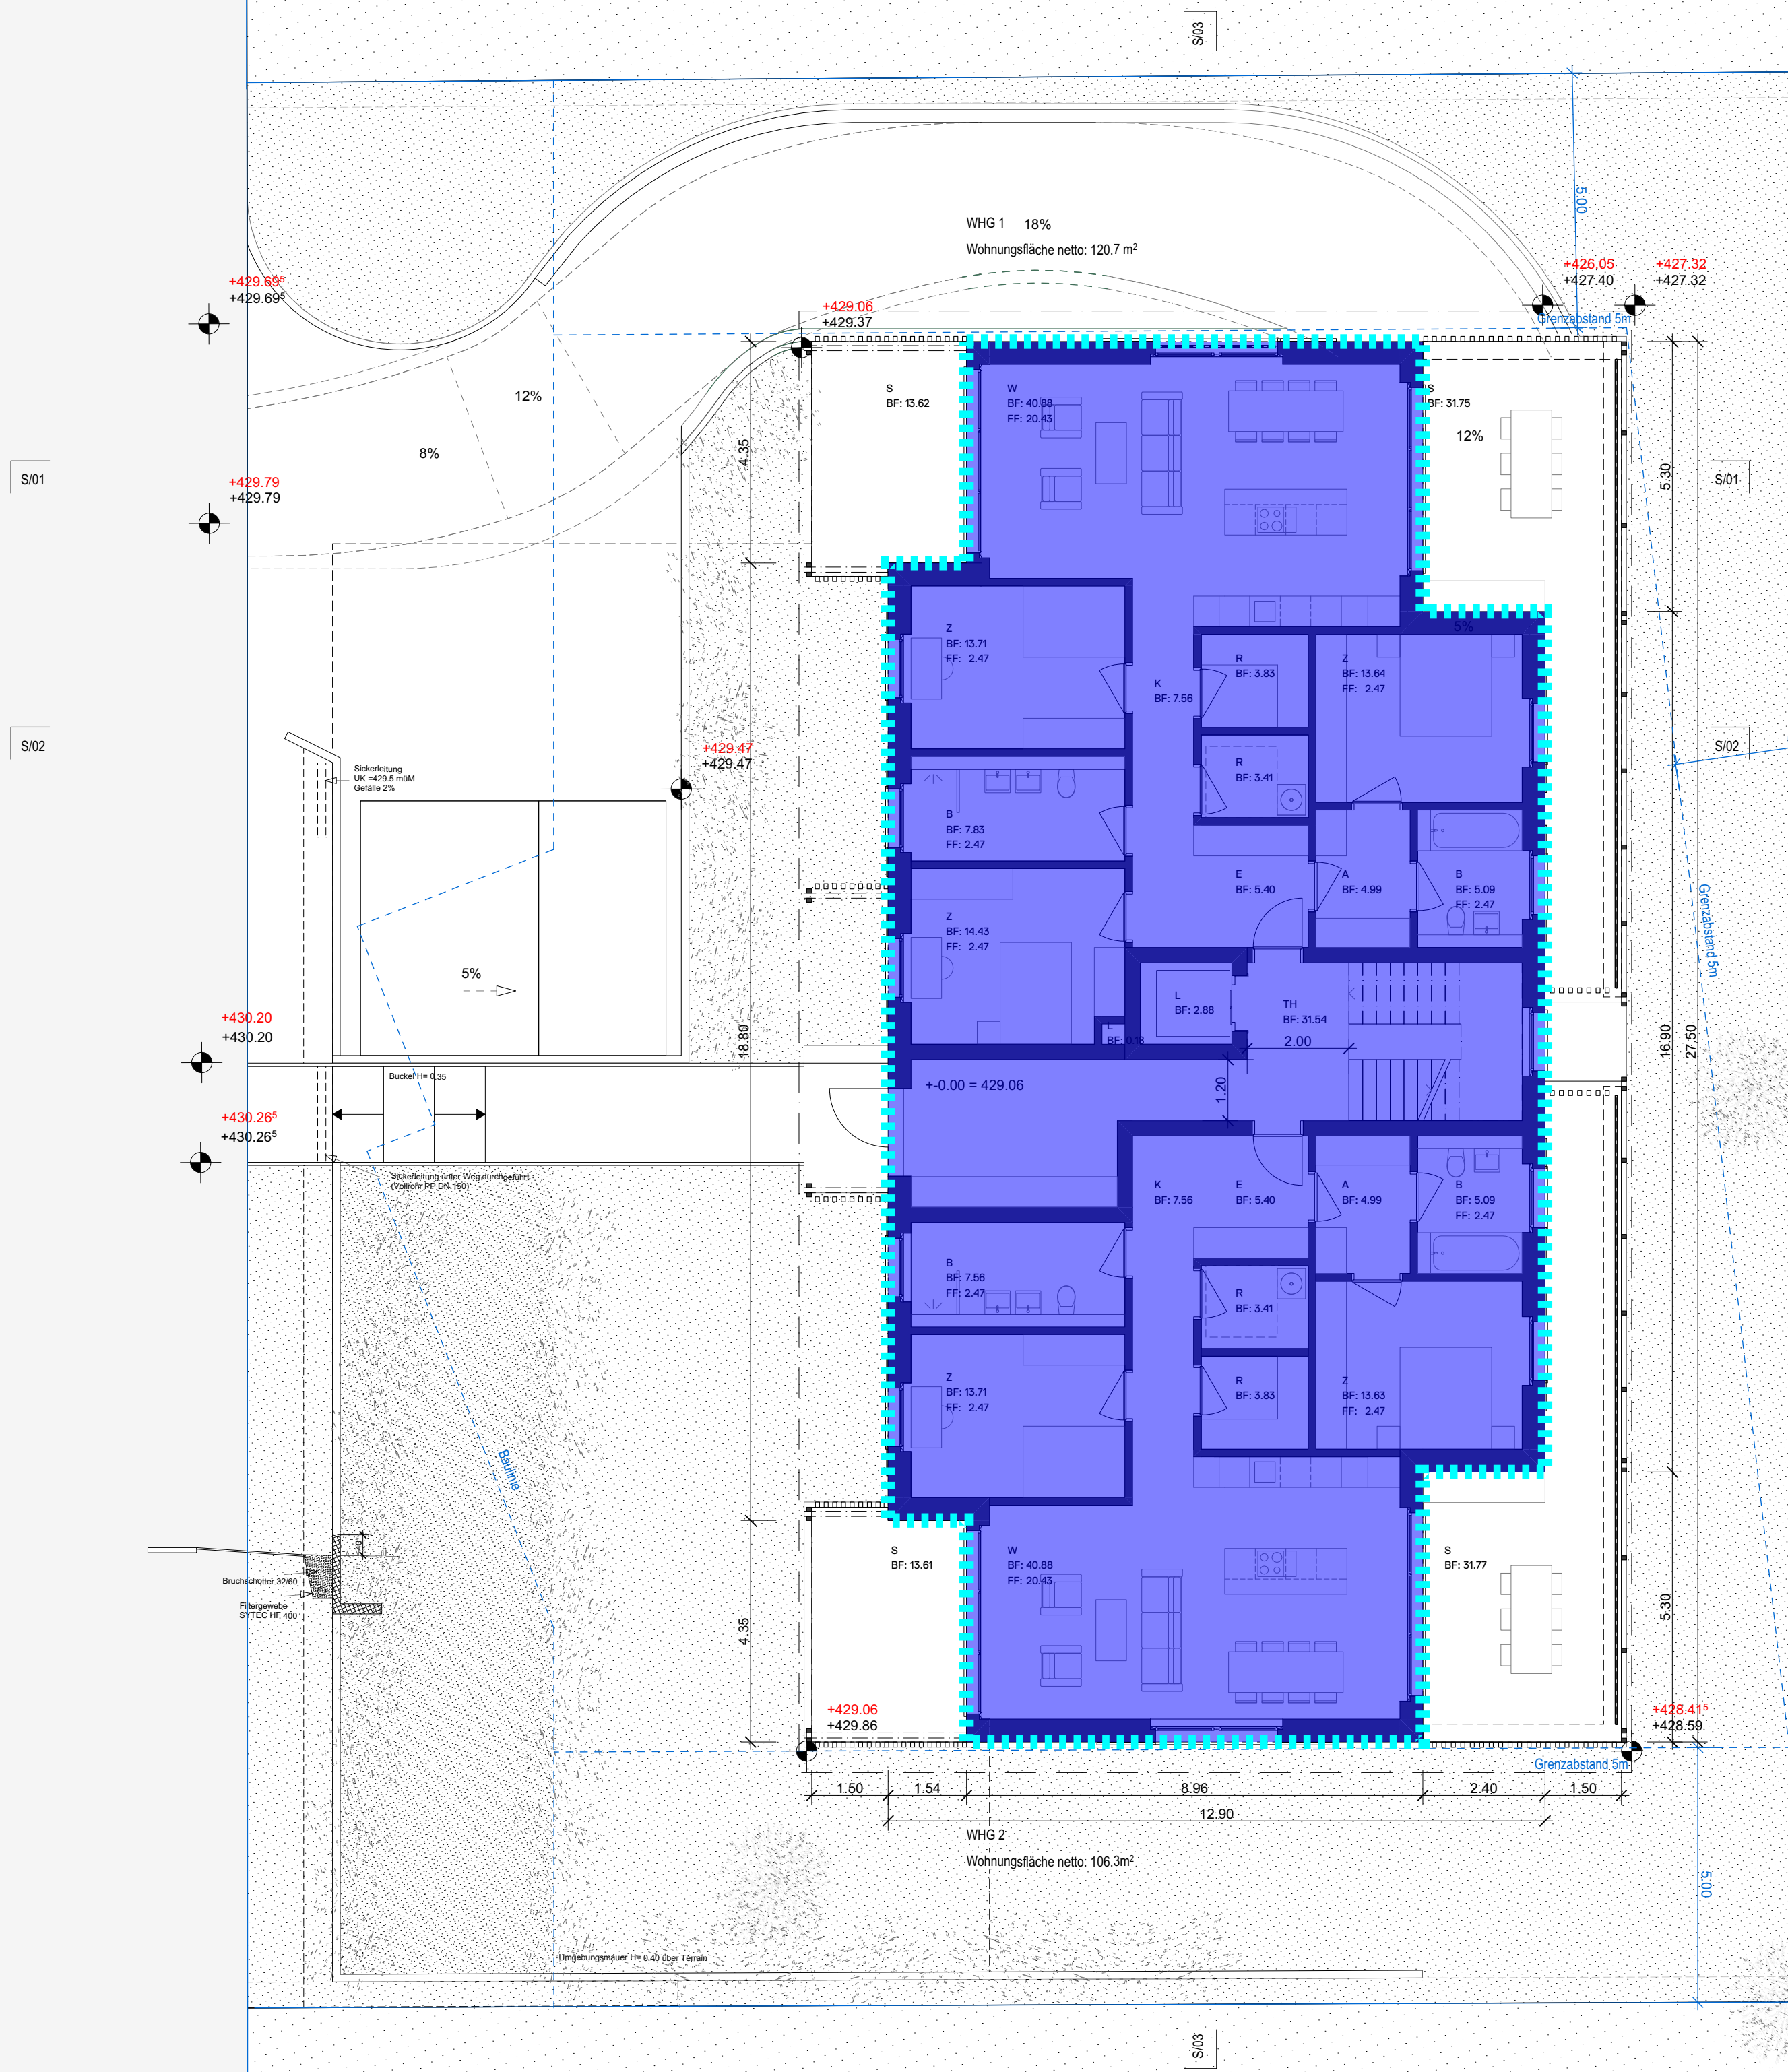 S/03
5.00
WHG 1 18%
Wohnungsfläche netto: 120.7 m²
+429.69⁵
+429.69⁵
+426.05
+427.40
+427.32
+427.32
+429.06
+429.37
Grenzabstand 5m
12%
8%
S
BF: 13.62
W
BF: 40.88
FF: 20.43
S
BF: 31.75
12%
4.35
5.30
S/01
+429.79
+429.79
S/01
Z
BF: 13.71
FF: 2.47
K
BF: 7.56
R
BF: 3.83
Z
BF: 13.64
FF: 2.47
5%
S/02
+429.47
+429.47
S/02
Sickerleitung
UK =429.5 müM
Gefälle 2%
R
BF: 3.41
B
BF: 7.83
FF: 2.47
E
BF: 5.40
A
BF: 4.99
B
BF: 5.09
FF: 2.47
Z
BF: 14.43
FF: 2.47
Grenzabstand 5m
5%
L
BF: 2.88
TH
BF: 31.54
L
BF: 0.18
2.00
18.80
16.90
27.50
+430.20
+430.20
Buckel H= 0.35
+-0.00 = 429.06
1.20
+430.26⁵
+430.26⁵
Sickerleitung unter Weg durchgeführt
(Vollrohr PP DN 150)
K
BF: 7.56
E
BF: 5.40
A
BF: 4.99
B
BF: 5.09
FF: 2.47
B
BF: 7.56
FF: 2.47
R
BF: 3.41
Z
BF: 13.71
FF: 2.47
R
BF: 3.83
Z
BF: 13.63
FF: 2.47
Baulinie
40
Bruchschotter 32/60
Filtergewebe
SYTEC HF 400
S
BF: 13.61
W
BF: 40.88
FF: 20.43
S
BF: 31.77
4.35
5.30
+429.06
+429.86
+428.41⁵
+428.59
Grenzabstand 5m
1.50 1.54 8.96 2.40 1.50
12.90
WHG 2
Wohnungsfläche netto: 106.3m²
5.00
Umgebungsmauer H= 0.40 über Terrain
S/03